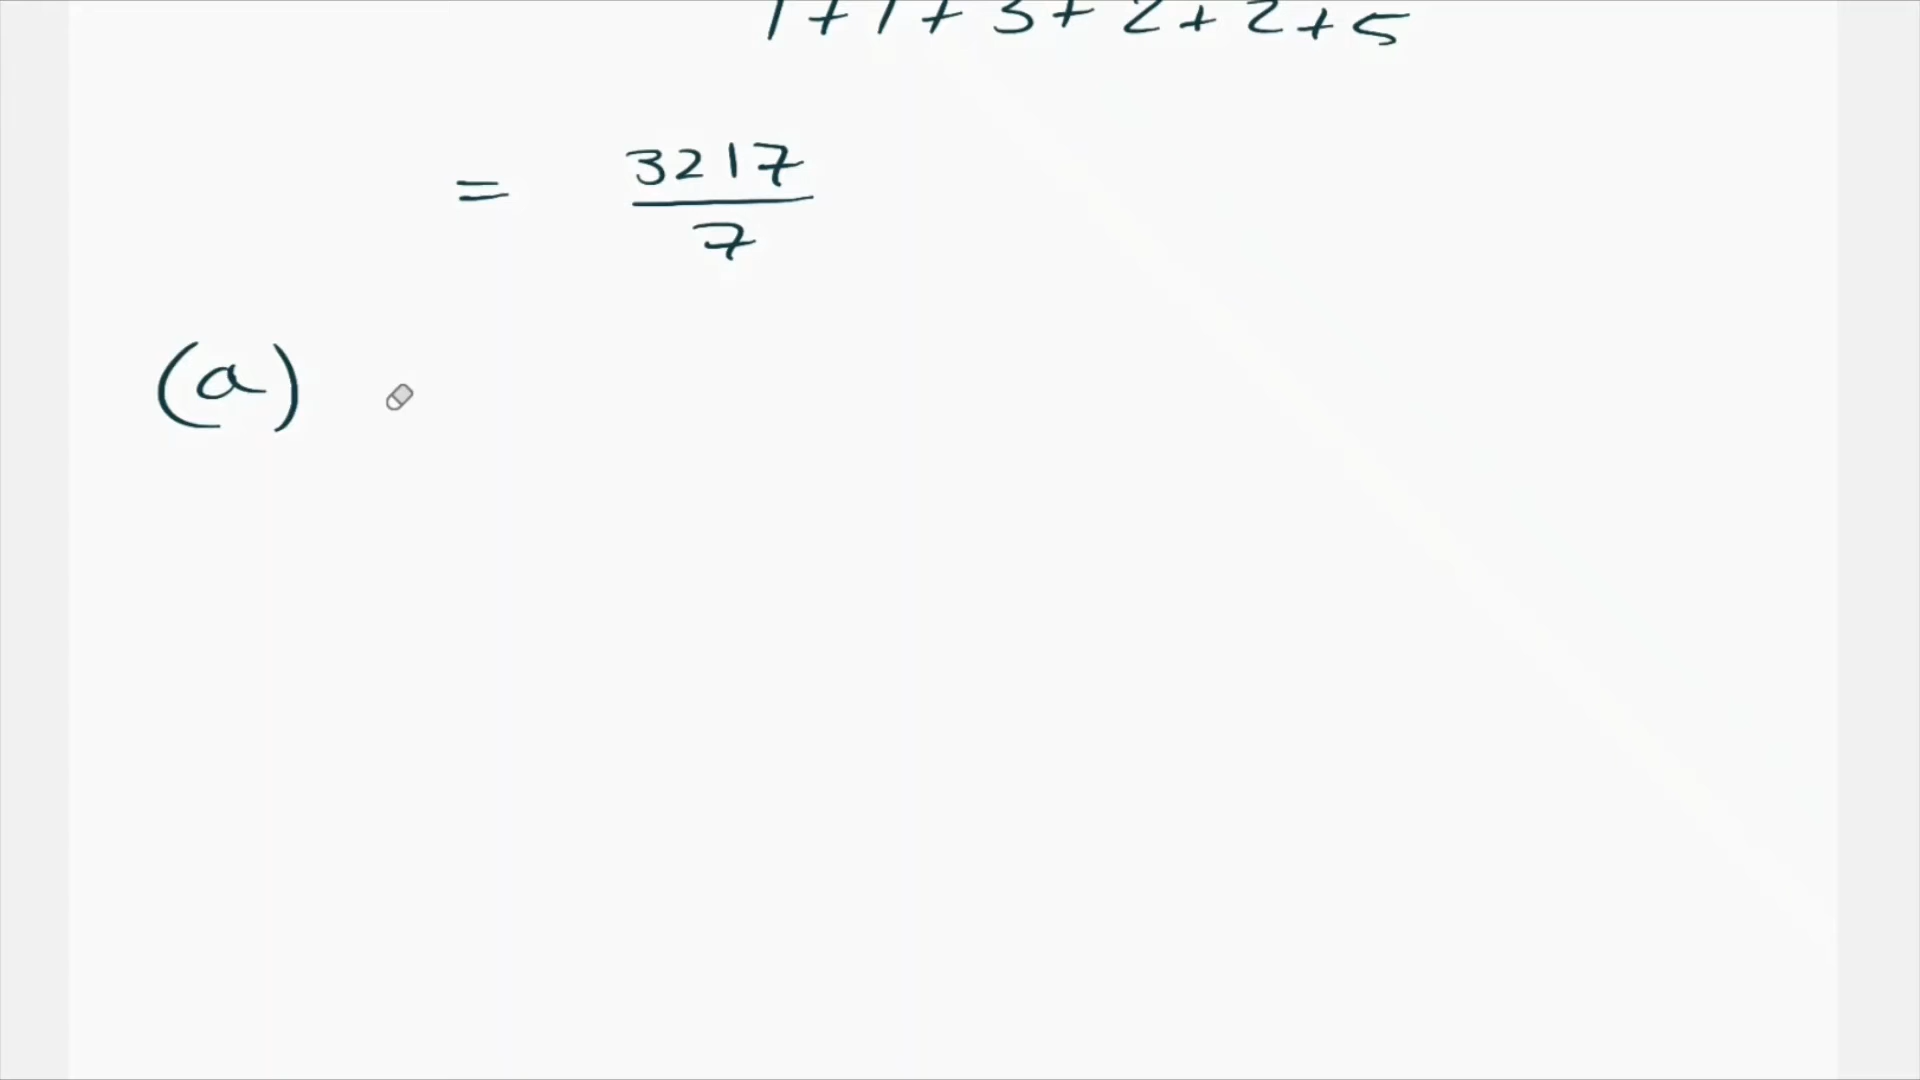 1 + 1 + 3 + 2 + 2 + 5
= 3217
7
(a)